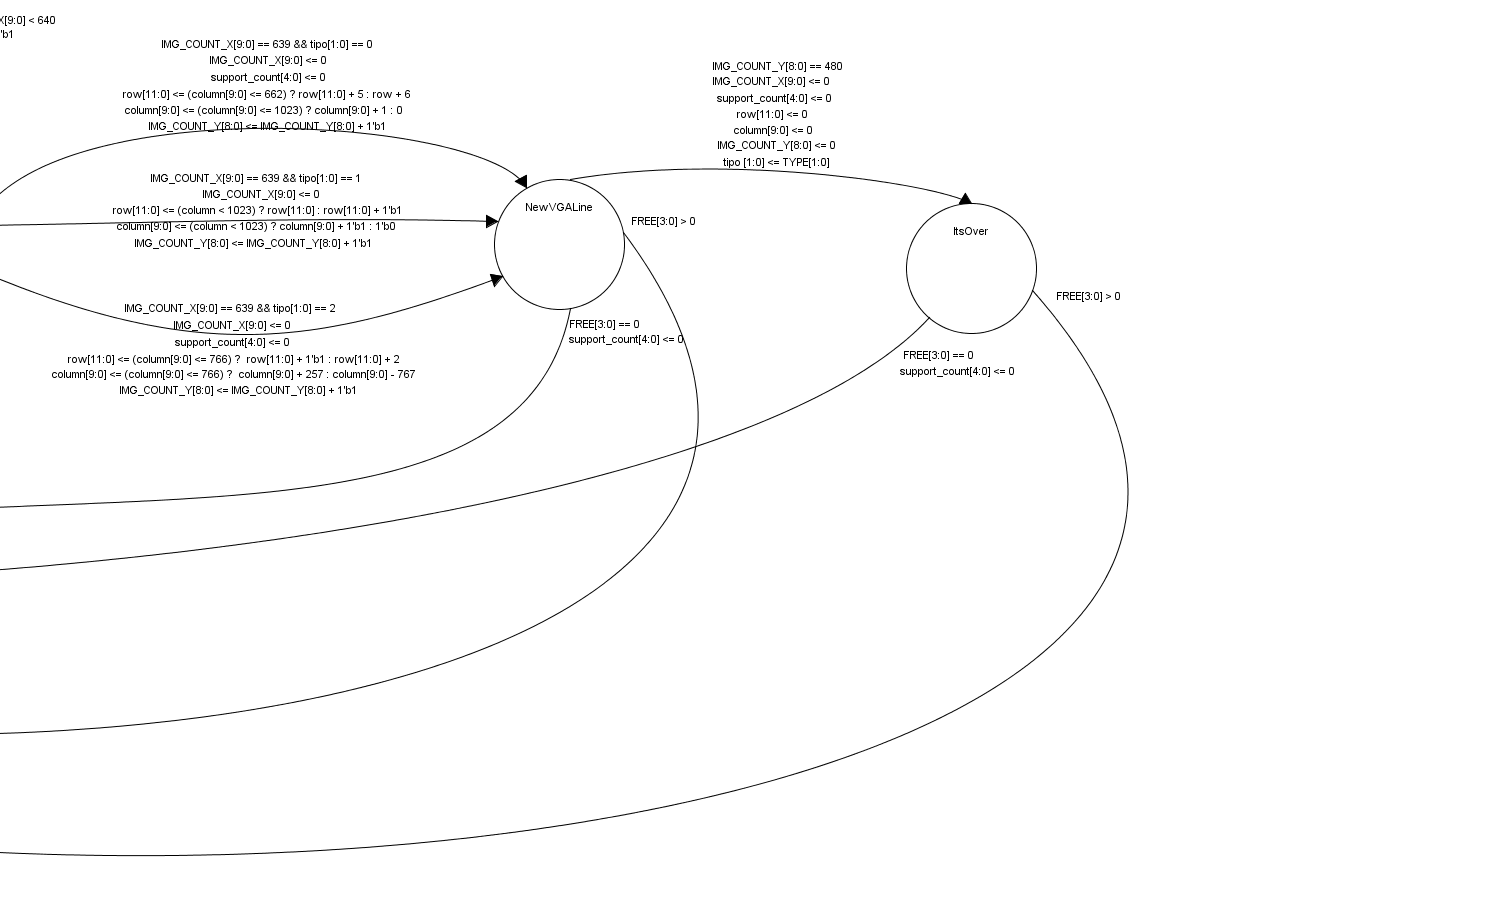 X[9:0] < 640
'b1
IMG_COUNT_X[9:0] == 639 && tipo[1:0] == 0
IMG_COUNT_X[9:0] <= 0
support_count[4:0] <= 0
row[11:0] <= (column[9:0] <= 662) ? row[11:0] + 5 : row + 6
column[9:0] <= (column[9:0] <= 1023) ? column[9:0] + 1 : 0
IMG_COUNT_Y[8:0] <= IMG_COUNT_Y[8:0] + 1'b1
IMG_COUNT_X[9:0] == 639 && tipo[1:0] == 1
IMG_COUNT_X[9:0] <= 0
row[11:0] <= (column < 1023) ? row[11:0] : row[11:0] + 1'b1
column[9:0] <= (column < 1023) ? column[9:0] + 1'b1 : 1'b0
IMG_COUNT_Y[8:0] <= IMG_COUNT_Y[8:0] + 1'b1
IMG_COUNT_X[9:0] == 639 && tipo[1:0] == 2
IMG_COUNT_X[9:0] <= 0
support_count[4:0] <= 0
row[11:0] <= (column[9:0] <= 766) ?  row[11:0] + 1'b1 : row[11:0] + 2
column[9:0] <= (column[9:0] <= 766) ?  column[9:0] + 257 : column[9:0] - 767
IMG_COUNT_Y[8:0] <= IMG_COUNT_Y[8:0] + 1'b1
NewVGALine
FREE[3:0] > 0
FREE[3:0] == 0
support_count[4:0] <= 0
IMG_COUNT_Y[8:0] == 480
IMG_COUNT_X[9:0] <= 0
support_count[4:0] <= 0
row[11:0] <= 0
column[9:0] <= 0
IMG_COUNT_Y[8:0] <= 0
tipo [1:0] <= TYPE[1:0]
ItsOver
FREE[3:0] > 0
FREE[3:0] == 0
support_count[4:0] <= 0